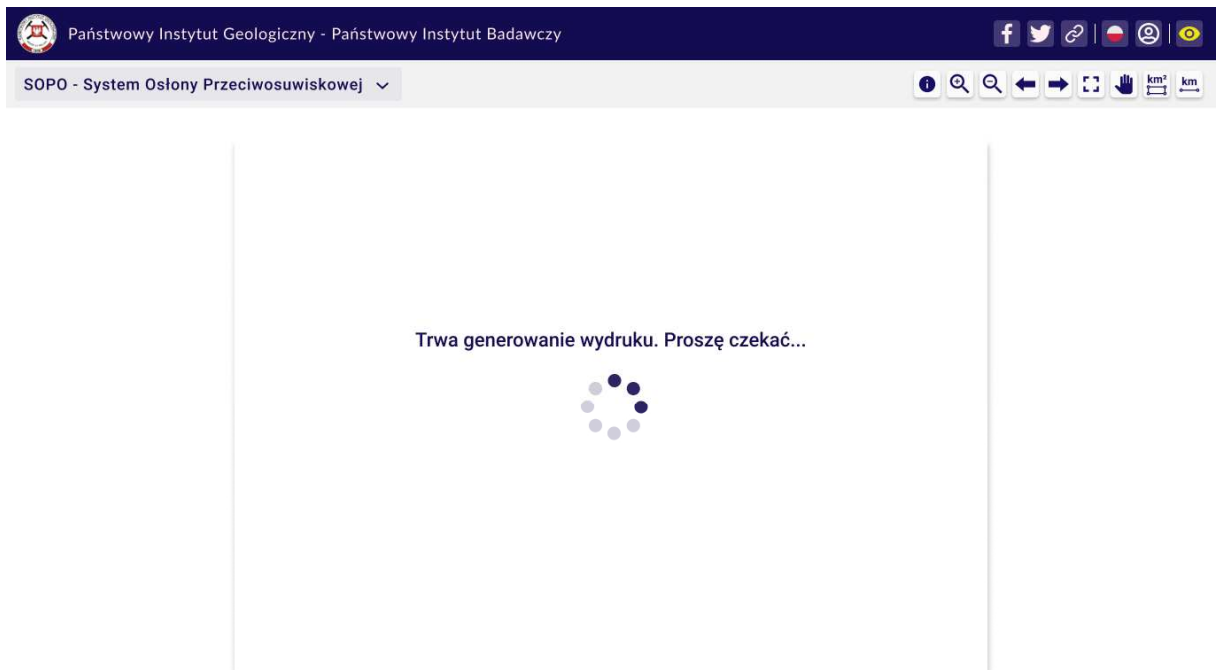 Państwowy Instytut Geologiczny - Państwowy Instytut Badawczy
SOPO - System Osłony Przeciwosuwiskowej
km²
km
Trwa generowanie wydruku. Proszę czekać...